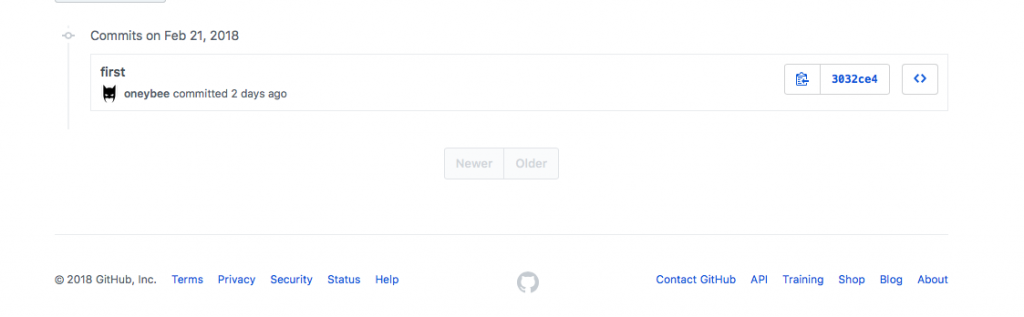 Commits on Feb 21, 2018
first
3032ce4
oneybee committed 2 days ago
Newer Older
© 2018 GitHub, Inc. Terms Privacy Security Status Help Contact GitHub API Training Shop Blog About